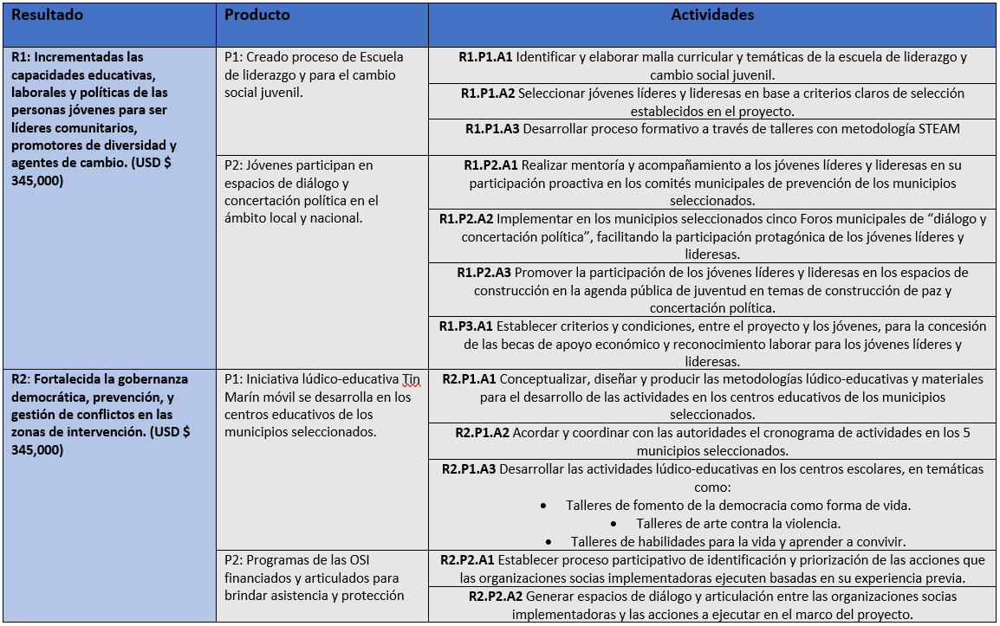 Resultado
Producto
Actividades
R1: Incrementadas las
capacidades educativas,
laborales y políticas de las
personas jóvenes para ser
líderes comunitarios,
promotores de diversidad y
agentes de cambio. (USD $
345,000)
P1: Creado proceso de Escuela
de liderazgo y para el cambio
social juvenil.
R1.P1.A1 Identificar y elaborar malla curricular y temáticas de la escuela de liderazgo y
cambio social juvenil.
R1.P1.A2 Seleccionar jóvenes líderes y lideresas en base a criterios claros de selección
establecidos en el proyecto.
R1.P1.A3 Desarrollar proceso formativo a través de talleres con metodología STEAM
P2: Jóvenes participan en
espacios de diálogo y
concertación política en el
ámbito local y nacional.
R1.P2.A1 Realizar mentoría y acompañamiento a los jóvenes líderes y lideresas en su
participación proactiva en los comités municipales de prevención de los municipios
seleccionados.
R1.P2.A2 Implementar en los municipios seleccionados cinco Foros municipales de “diálogo y
concertación política”, facilitando la participación protagónica de los jóvenes líderes y
lideresas.
R1.P2.A3 Promover la participación de los jóvenes líderes y lideresas en los espacios de
construcción en la agenda pública de juventud en temas de construcción de paz y
concertación política.
R1.P3.A1 Establecer criterios y condiciones, entre el proyecto y los jóvenes, para la concesión
de las becas de apoyo económico y reconocimiento laborar para los jóvenes líderes y
lideresas.
R2: Fortalecida la gobernanza
democrática, prevención, y
gestión de conflictos en las
zonas de intervención. (USD $
345,000)
P1: Iniciativa lúdico-educativa Tin
Marín móvil se desarrolla en los
centros educativos de los
municipios seleccionados.
R2.P1.A1 Conceptualizar, diseñar y producir las metodologías lúdico-educativas y materiales
para el desarrollo de las actividades en los centros educativos de los municipios
seleccionados.
R2.P1.A2 Acordar y coordinar con las autoridades el cronograma de actividades en los 5
municipios seleccionados.
R2.P1.A3 Desarrollar las actividades lúdico-educativas en los centros escolares, en temáticas
como:
• Talleres de fomento de la democracia como forma de vida.
• Talleres de arte contra la violencia.
• Talleres de habilidades para la vida y aprender a convivir.
P2: Programas de las OSI
financiados y articulados para
brindar asistencia y protección
R2.P2.A1 Establecer proceso participativo de identificación y priorización de las acciones que
las organizaciones socias implementadoras ejecuten basadas en su experiencia previa.
R2.P2.A2 Generar espacios de diálogo y articulación entre las organizaciones socias
implementadoras y las acciones a ejecutar en el marco del proyecto.